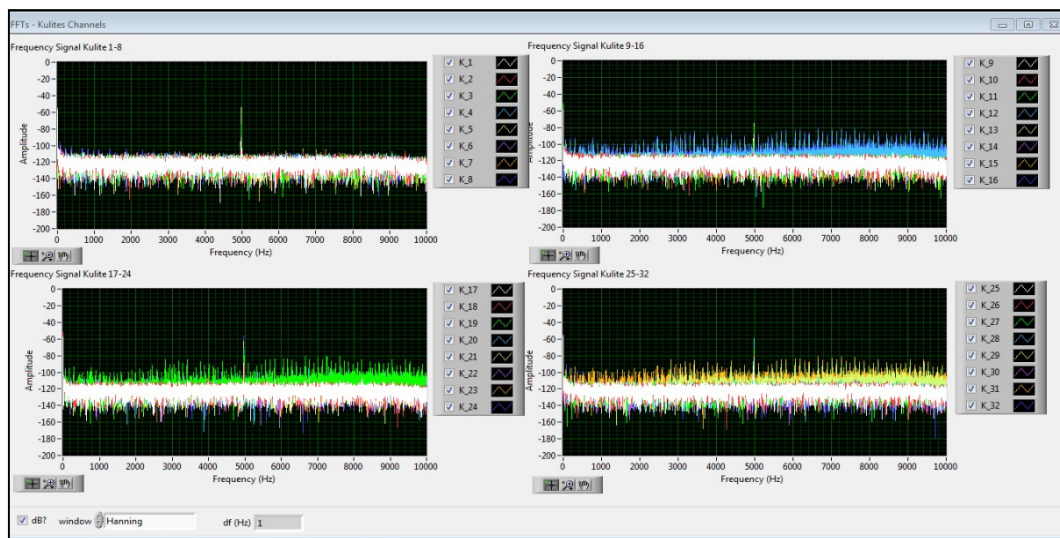 FFTs - Kulites Channels
Frequency Signal Kulite 1-8
0
-20
-40
-60
-80
-100
-120
-140
-160
-180
-200
Amplitude
0 1000 2000 3000 4000 5000 6000 7000 8000 9000 10000
Frequency (Hz)
K_1
K_2
K_3
K_4
K_5
K_6
K_7
K_8
Frequency Signal Kulite 9-16
0
-20
-40
-60
-80
-100
-120
-140
-160
-180
-200
Amplitude
0 1000 2000 3000 4000 5000 6000 7000 8000 9000 10000
Frequency (Hz)
K_9
K_10
K_11
K_12
K_13
K_14
K_15
K_16
Frequency Signal Kulite 17-24
0
-20
-40
-60
-80
-100
-120
-140
-160
-180
-200
Amplitude
0 1000 2000 3000 4000 5000 6000 7000 8000 9000 10000
Frequency (Hz)
K_17
K_18
K_19
K_20
K_21
K_22
K_23
K_24
Frequency Signal Kulite 25-32
0
-20
-40
-60
-80
-100
-120
-140
-160
-180
-200
Amplitude
0 1000 2000 3000 4000 5000 6000 7000 8000 9000 10000
Frequency (Hz)
K_25
K_26
K_27
K_28
K_29
K_30
K_31
K_32
dB? window Hanning df (Hz) 1